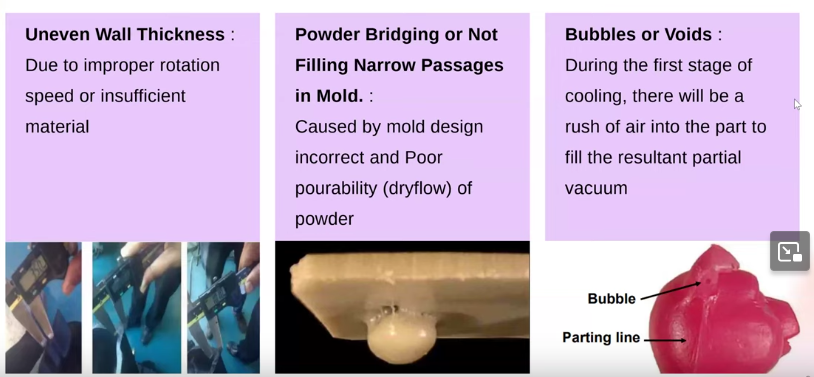 Uneven Wall Thickness :
Due to improper rotation
speed or insufficient
material
Powder Bridging or Not
Filling Narrow Passages
in Mold. :
Caused by mold design
incorrect and Poor
pourability (dryflow) of
powder
Bubbles or Voids :
During the first stage of
cooling, there will be a
rush of air into the part to
fill the resultant partial
vacuum
Bubble
Parting line